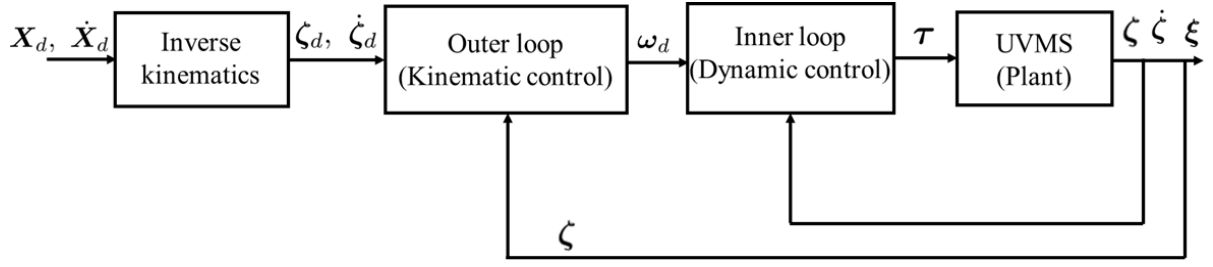 𝑿_d, 𝑿̇_d
Inverse
kinematics
𝜻_d, 𝜻̇_d
Outer loop
(Kinematic control)
𝝎_d
Inner loop
(Dynamic control)
𝝉
UVMS
(Plant)
𝜻 𝜻̇ 𝝃
𝜻